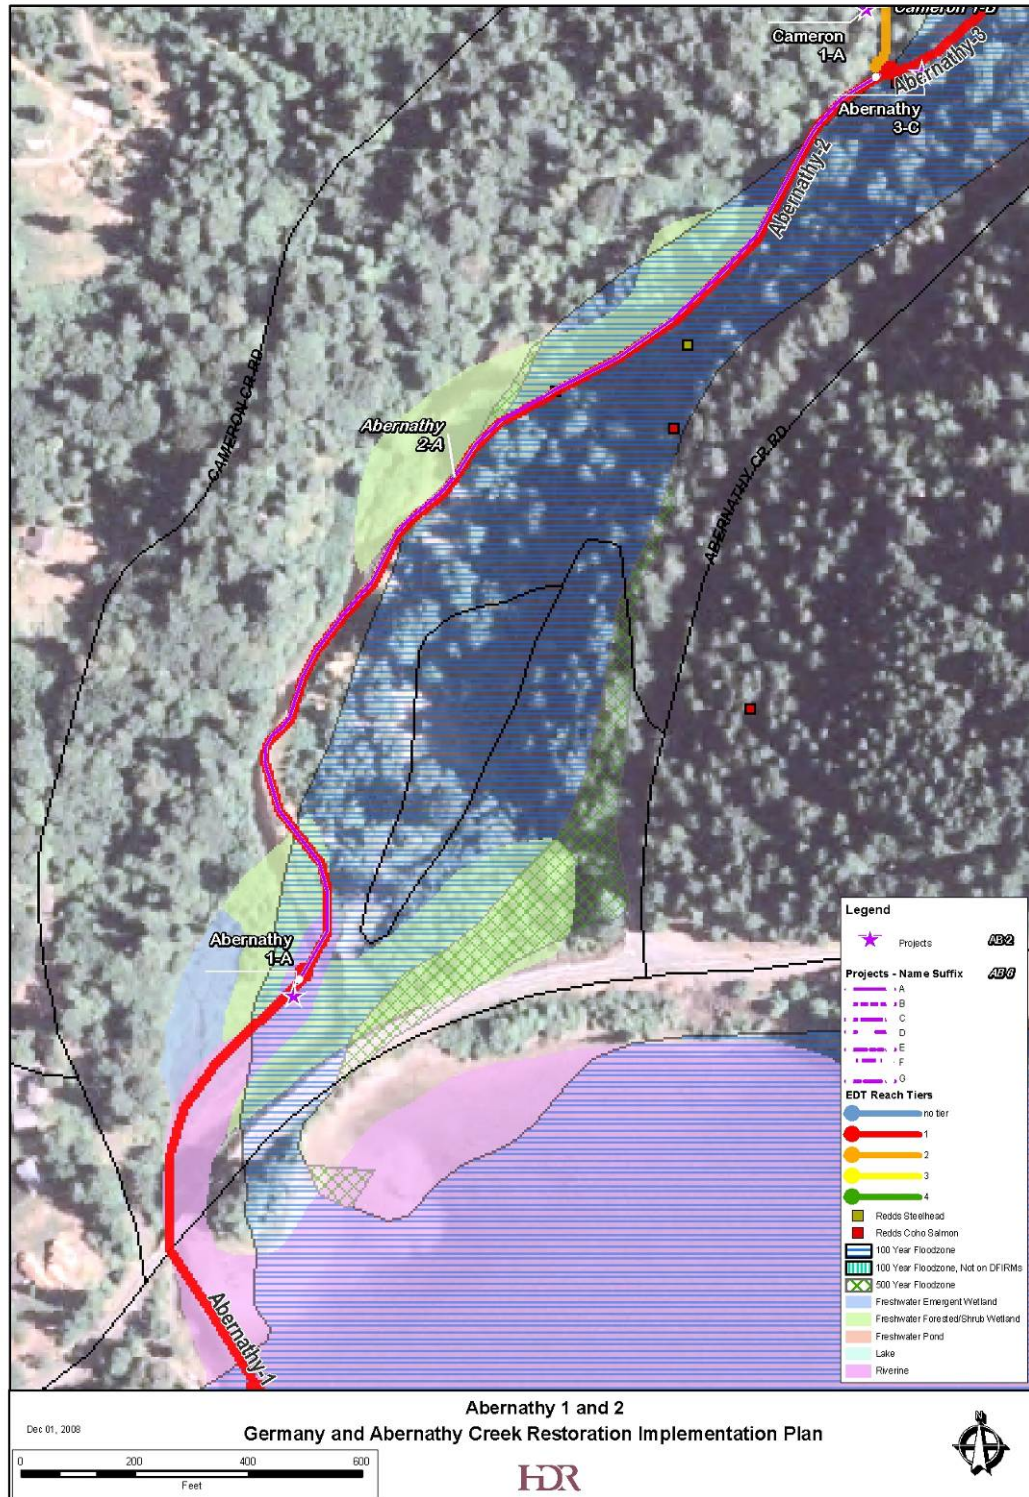 Cameron 1-B
Cameron
1-A
Abernathy-3
Abernathy
3-C
Abernathy-2
CAMERON CR RD
Abernathy
2-A
ABERNATHY CR RD
Abernathy
1-A
Abernathy-1
Legend
Projects AB-2
Projects - Name Suffix AB-6
A
B
C
D
E
F
G
EDT Reach Tiers
no tier
1
2
3
4
Redds Steelhead
Redds Coho Salmon
100 Year Floodzone
100 Year Floodzone, Not on DFIRMs
500 Year Floodzone
Freshwater Emergent Wetland
Freshwater Forested/Shrub Wetland
Freshwater Pond
Lake
Riverine
Abernathy 1 and 2
Dec 01, 2008
Germany and Abernathy Creek Restoration Implementation Plan
0 200 400 600
Feet
HDR
N